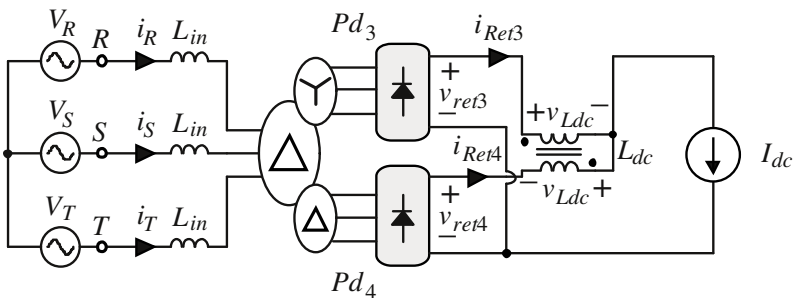 V_R R i_R L_in Pd_3 i_Ret3
+ v_ret3 −
+ v_Ldc −
V_S S i_S L_in
i_Ret4 L_dc I_dc
− v_Ldc +
+ v_ret4 −
V_T T i_T L_in
Pd_4